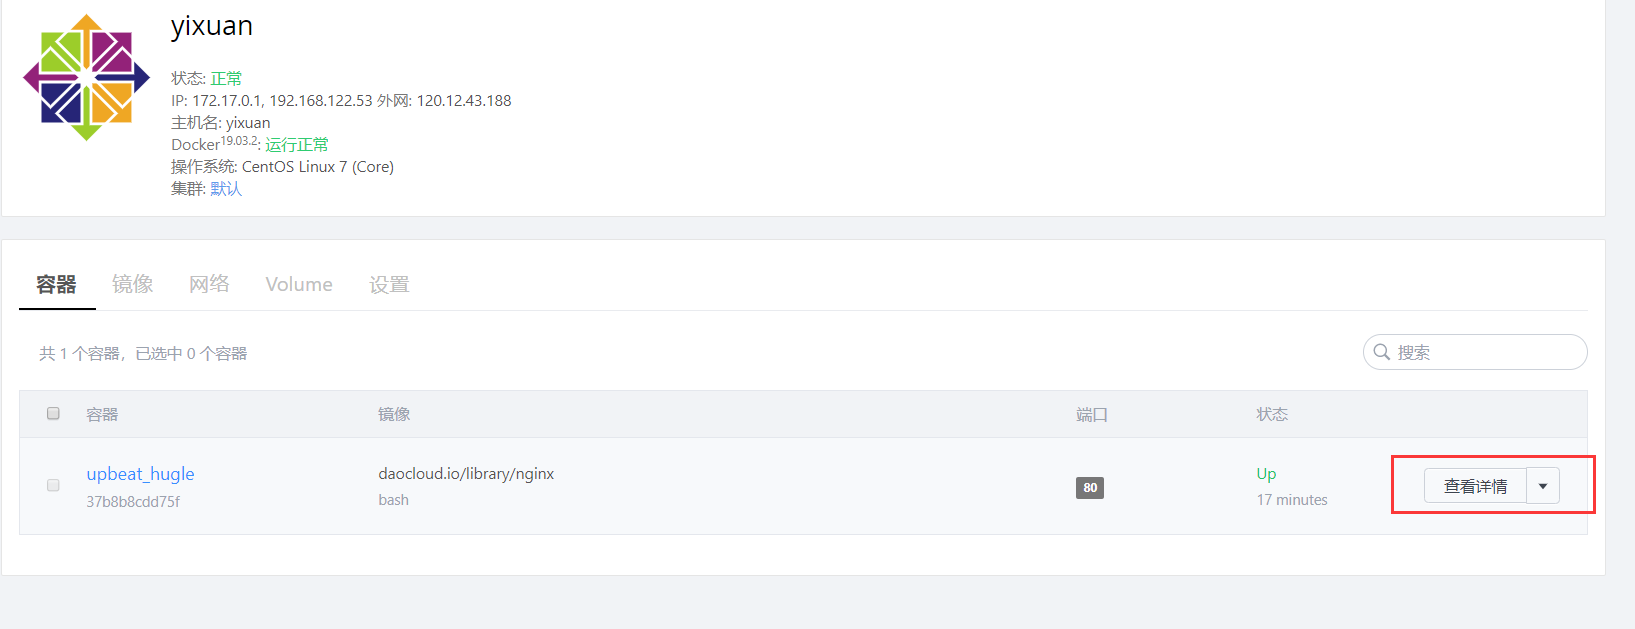 yixuan
状态: 正常
IP: 172.17.0.1, 192.168.122.53 外网: 120.12.43.188
主机名: yixuan
Docker19.03.2: 运行正常
操作系统: CentOS Linux 7 (Core)
集群: 默认
容器 镜像 网络 Volume 设置
共 1 个容器，已选中 0 个容器 搜索
容器 镜像 端口 状态
upbeat_hugle daocloud.io/library/nginx 80 Up 查看详情
37b8b8cdd75f bash 17 minutes